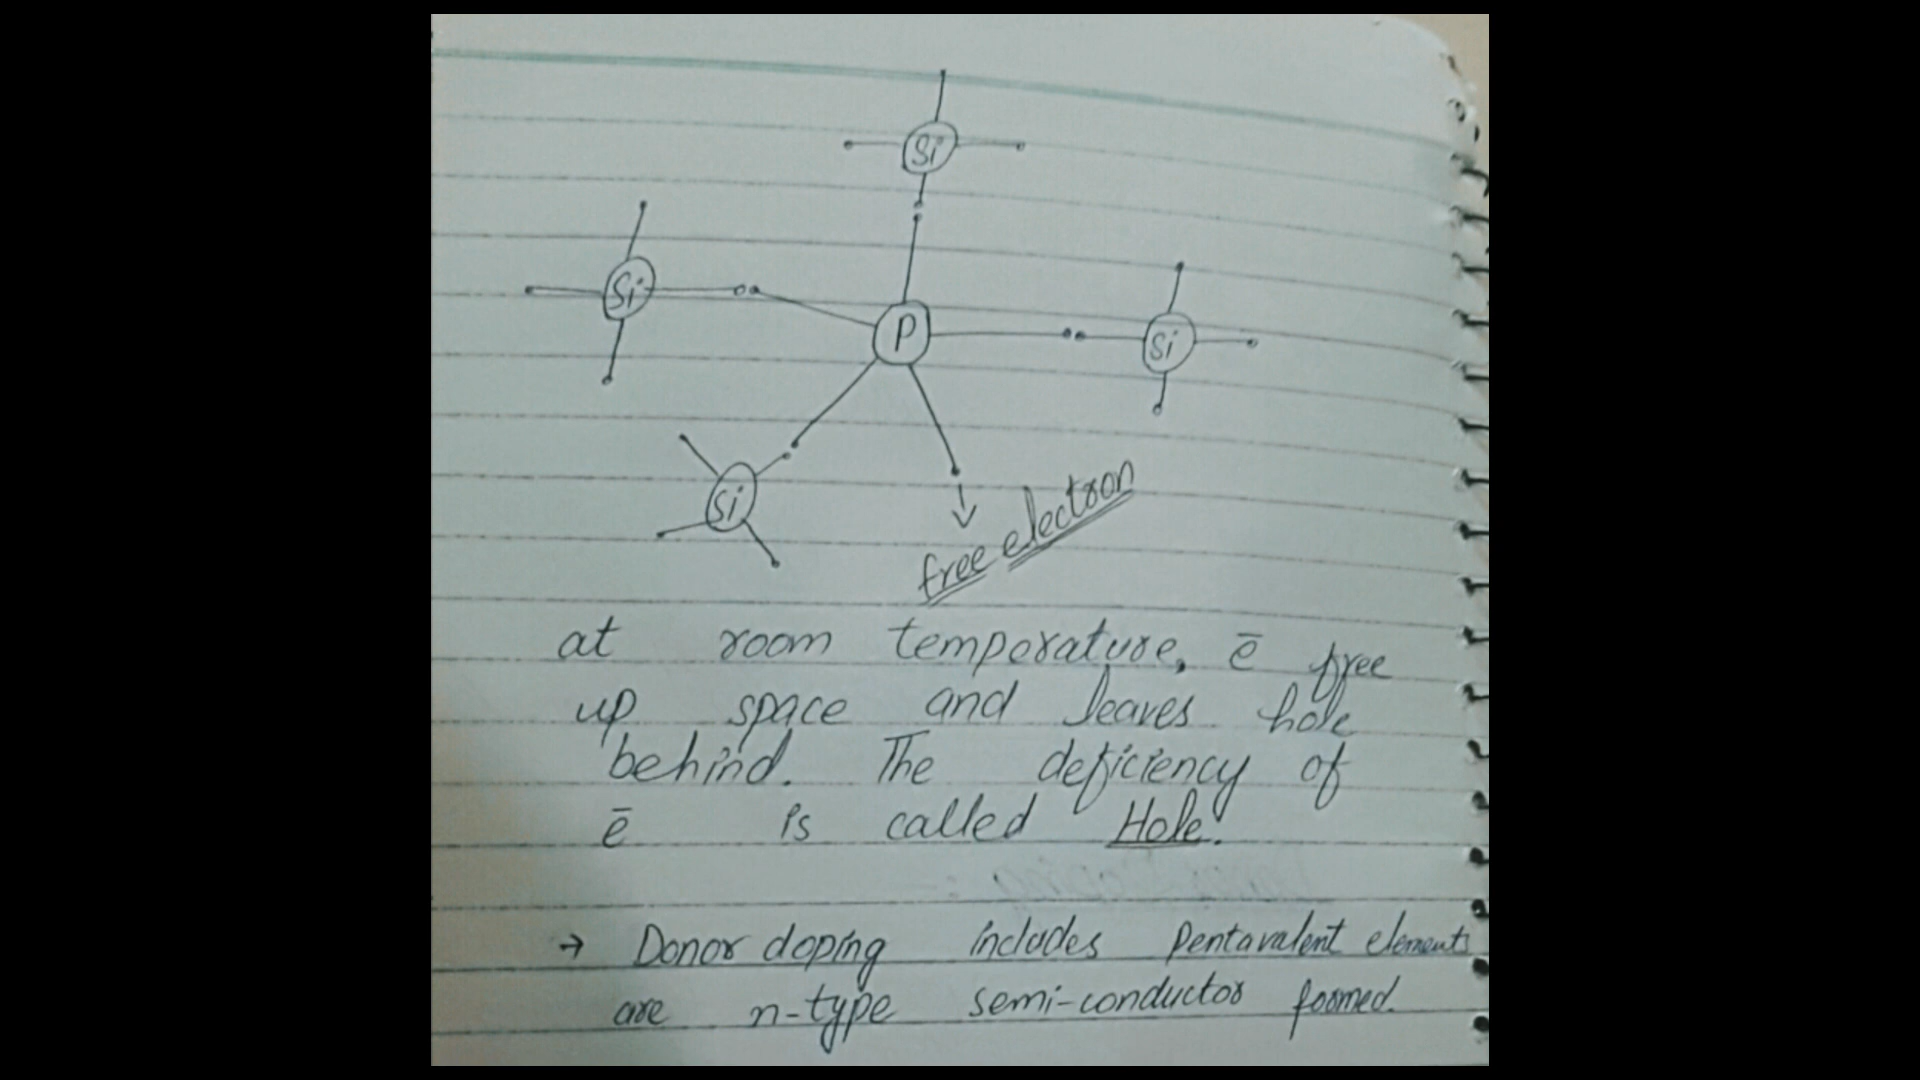 Si
Si
P
Si
Si
free electron
at room temperature, ē free
up space and leaves hole
behind. The deficiency of
ē is called Hole.
→ Donor doping includes Pentavalent elements
are n-type semi-conductor formed.